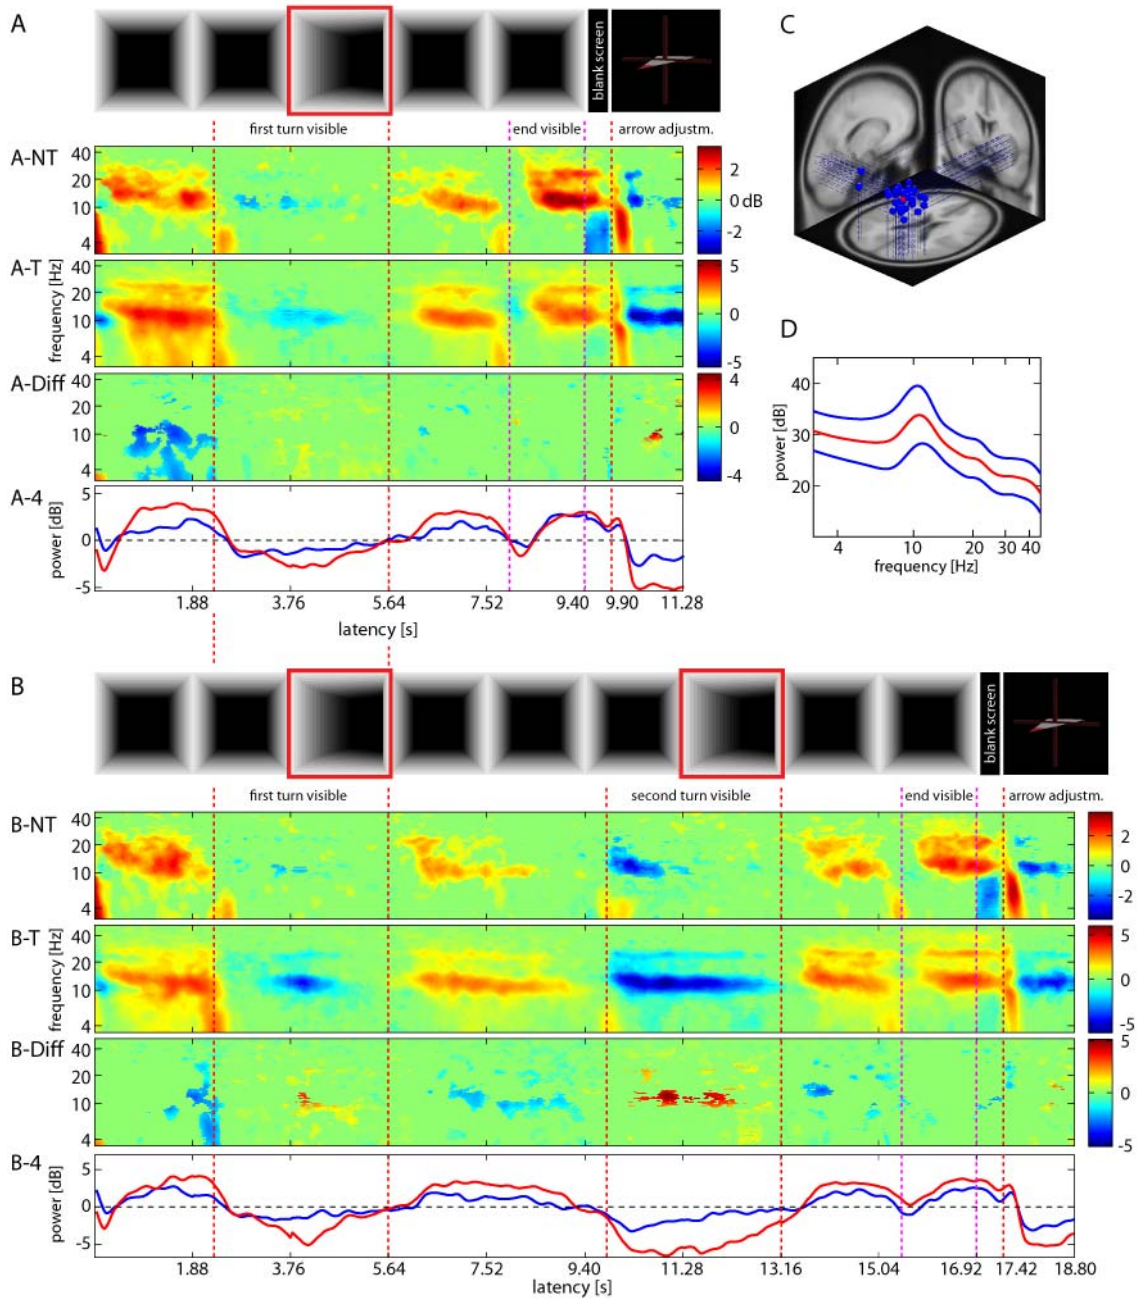 A
blank screen
first turn visible
end visible
arrow adjustm.
A-NT
40
20
10
4
2
0 dB
-2
A-T
frequency [Hz]
40
20
10
4
5
0
-5
A-Diff
40
20
10
4
4
0
-4
A-4
power [dB]
5
0
-5
1.88 3.76 5.64 7.52 9.40 9.90 11.28
latency [s]
C
D
power [dB]
40
30
20
4 10 20 30 40
frequency [Hz]
B
blank screen
first turn visible
second turn visible
end visible
arrow adjustm.
B-NT
40
20
10
4
2
0
-2
B-T
frequency [Hz]
40
20
10
4
5
0
-5
B-Diff
40
20
10
4
5
0
-5
B-4
power [dB]
5
0
-5
1.88 3.76 5.64 7.52 9.40 11.28 13.16 15.04 16.92 17.42 18.80
latency [s]